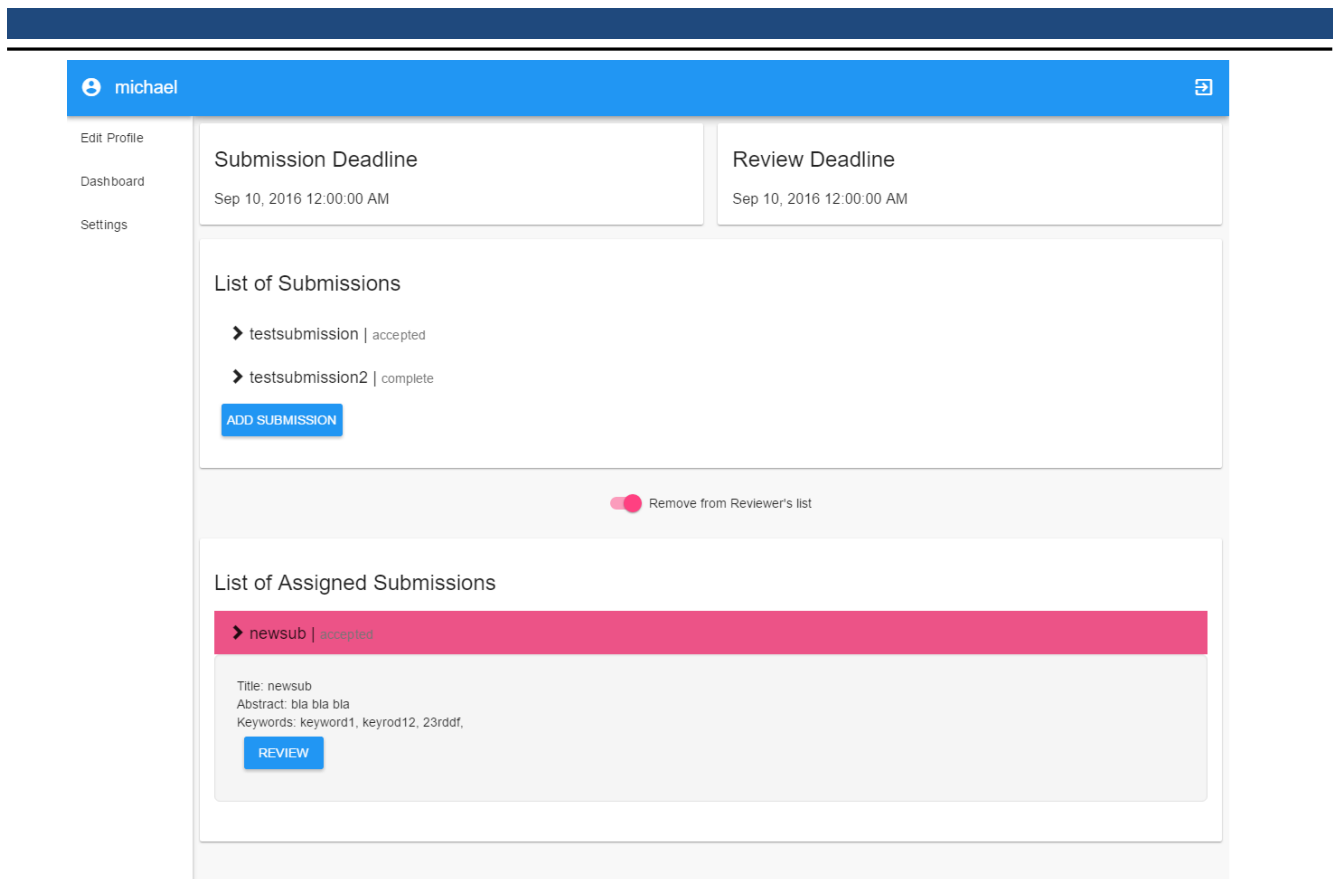 michael
Edit Profile
Dashboard
Settings
Submission Deadline
Sep 10, 2016 12:00:00 AM
Review Deadline
Sep 10, 2016 12:00:00 AM
List of Submissions
testsubmission | accepted
testsubmission2 | complete
ADD SUBMISSION
Remove from Reviewer's list
List of Assigned Submissions
newsub | accepted
Title: newsub
Abstract: bla bla bla
Keywords: keyword1, keyrod12, 23rddf,
REVIEW